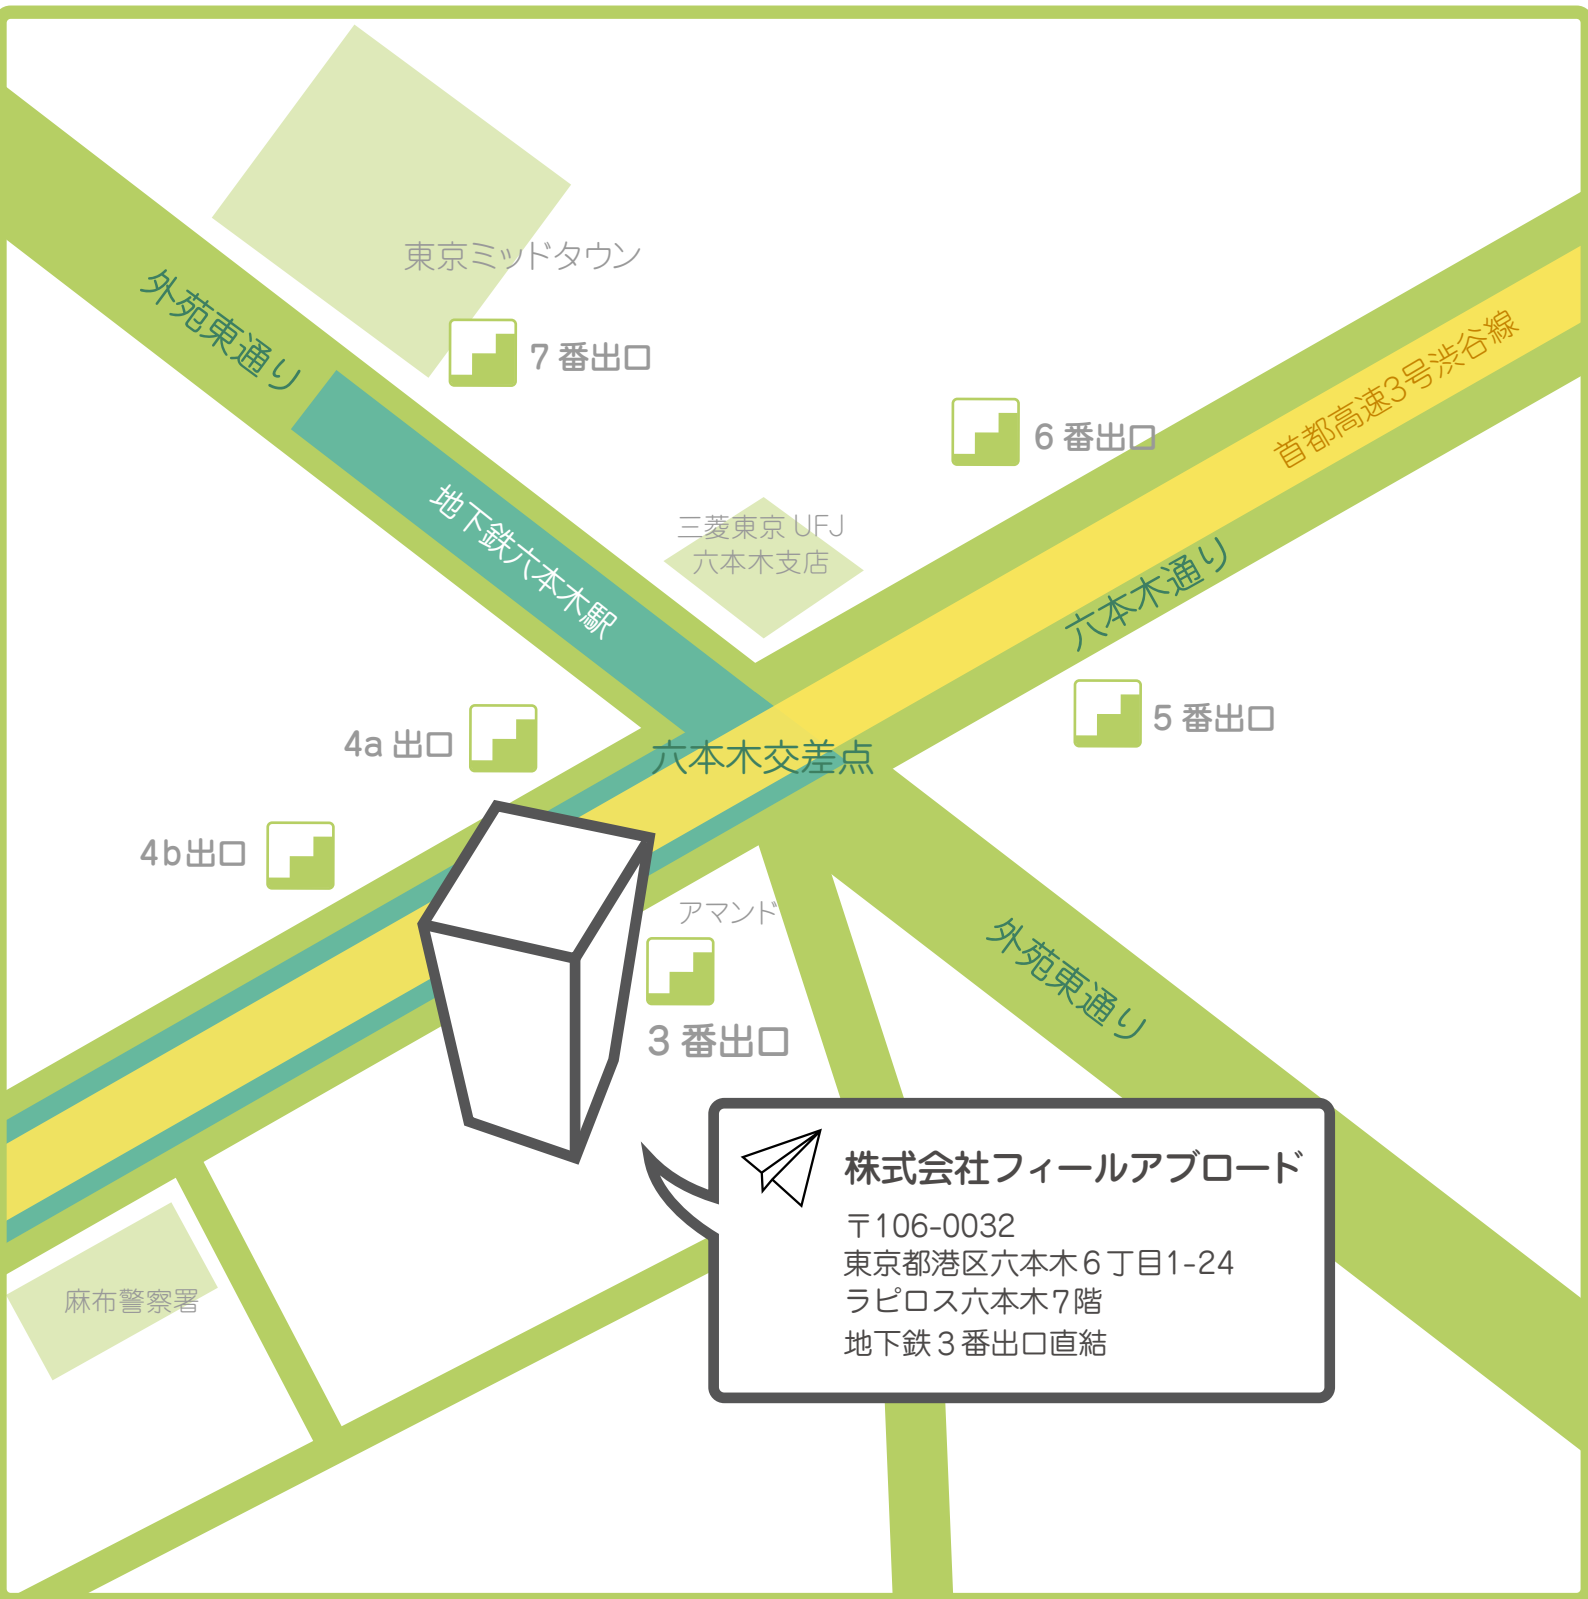 東京ミッドタウン
外苑東通り
7 番出口
首都高速3号渋谷線
6 番出口
地下鉄六本木駅
三菱東京 UFJ
六本木支店
六本木通り
5 番出口
4a 出口
六本木交差点
4b出口
アマンド
外苑東通り
3 番出口
株式会社フィールアブロード
〒106-0032
東京都港区六本木6丁目1-24
ラピロス六本木7階
地下鉄3番出口直結
麻布警察署